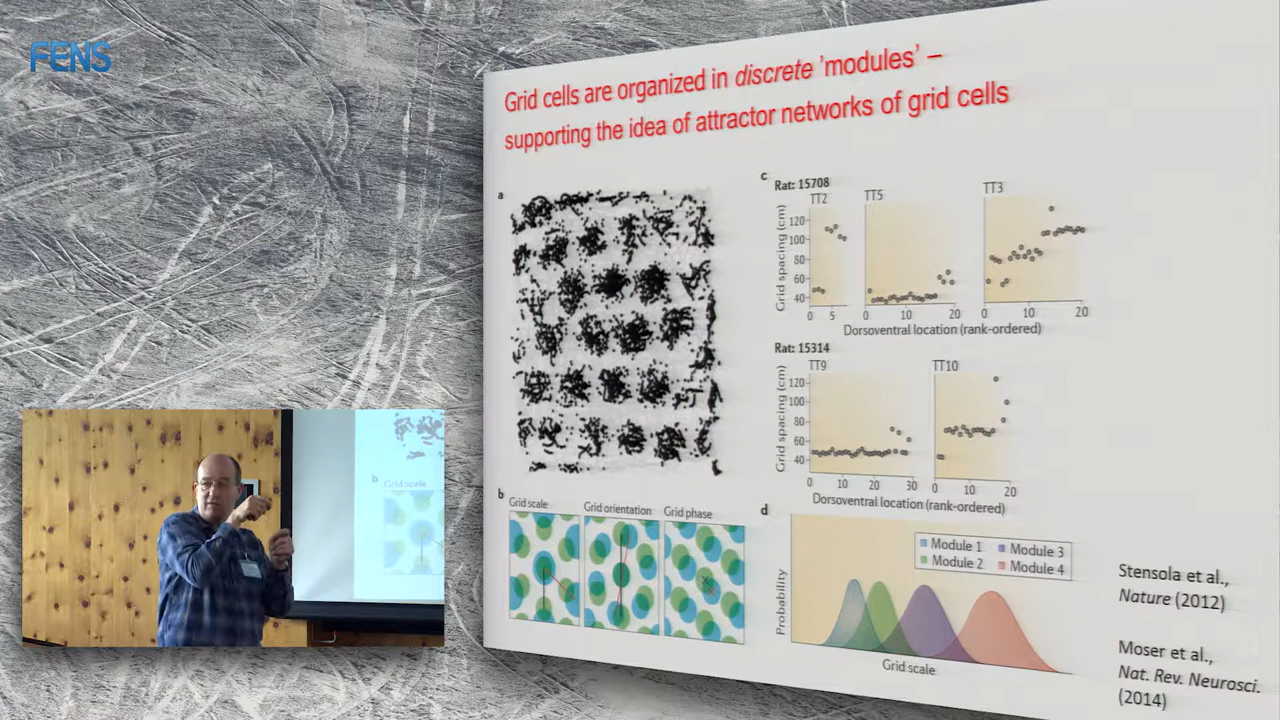 FENS
Grid cells are organized in discrete 'modules' –
supporting the idea of attractor networks of grid cells
a
c
Rat: 15708
TT2
TT5
TT3
Grid spacing (cm)
120
100
80
60
40
0 5
0 10 20
0 10 20
Dorsoventral location (rank-ordered)
Rat: 15314
TT9
TT10
Grid spacing (cm)
120
100
80
60
40
0 10 20 30
0 10 20
Dorsoventral location (rank-ordered)
b
Grid scale
Grid orientation
Grid phase
d
Module 1
Module 3
Module 2
Module 4
Probability
Grid scale
Stensola et al.,
Nature (2012)
Moser et al.,
Nat. Rev. Neurosci.
(2014)
b
Grid scale